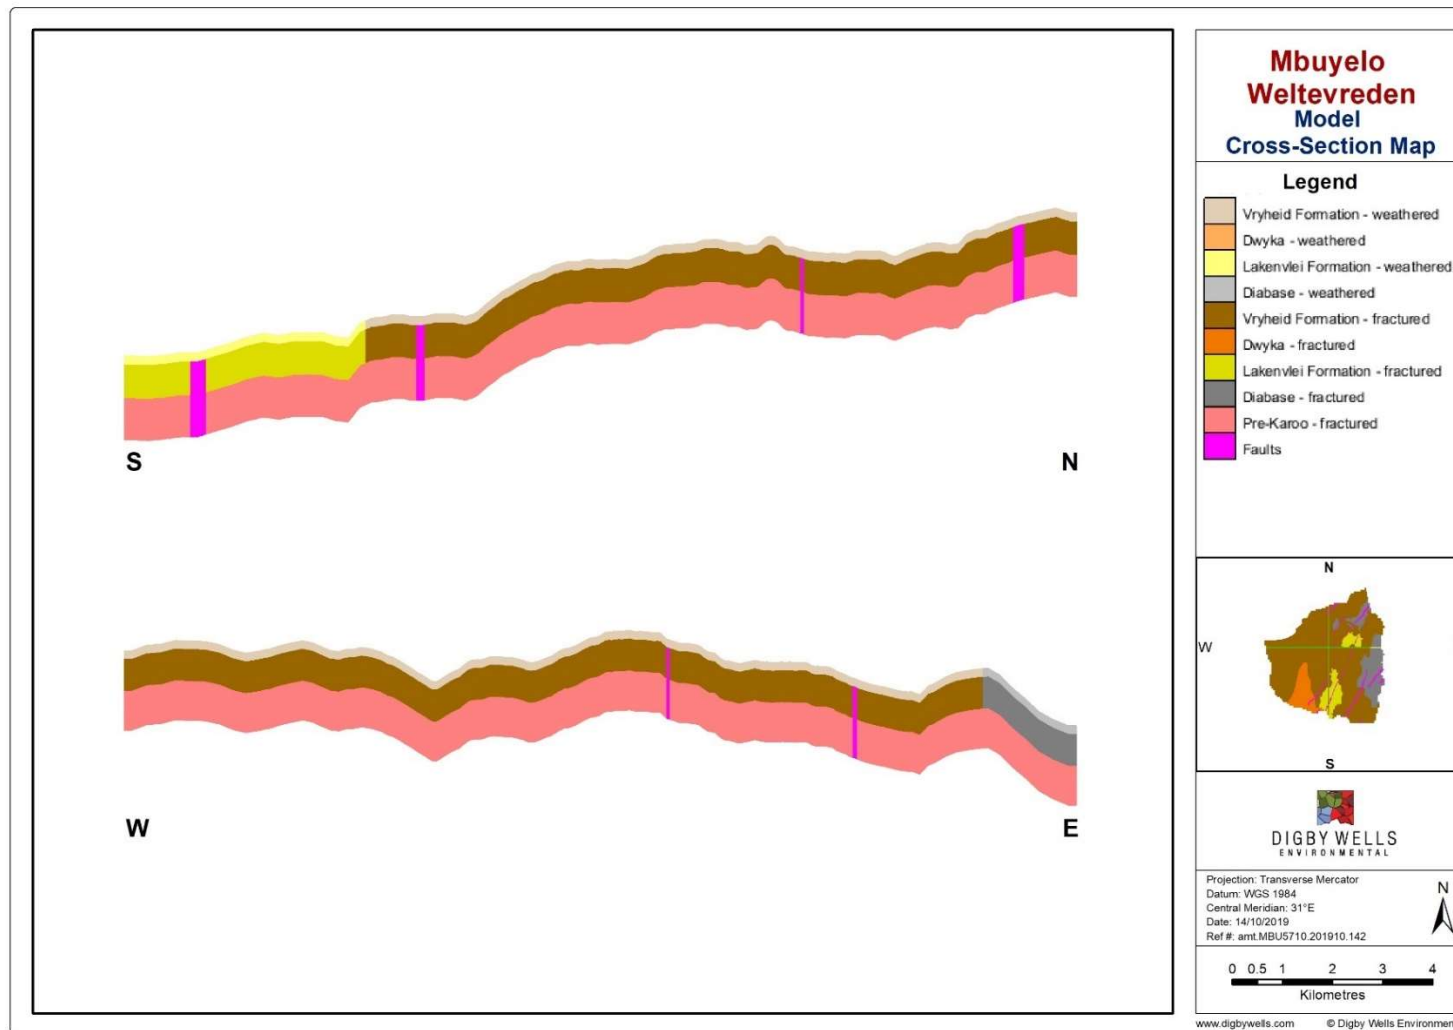 Mbuyelo
Weltevreden
Model
Cross-Section Map
Legend
Vryheid Formation - weathered
Dwyka - weathered
Lakenvlei Formation - weathered
Diabase - weathered
Vryheid Formation - fractured
Dwyka - fractured
Lakenvlei Formation - fractured
Diabase - fractured
Pre-Karoo - fractured
Faults
S
N
W
E
N
W
S
DIGBY WELLS
ENVIRONMENTAL
Projection: Transverse Mercator
Datum: WGS 1984
Central Meridian: 31°E
Date: 14/10/2019
Ref #: amt.MBU5710.201910.142
N
0 0.5 1 2 3 4
Kilometres
www.digbywells.com © Digby Wells Environmen